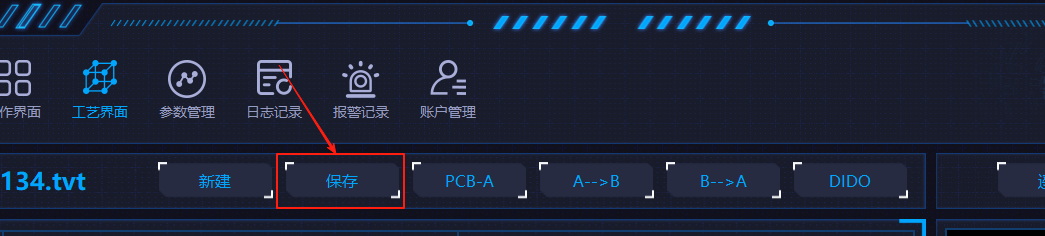 作界面 工艺界面 参数管理 日志记录 报警记录 账户管理
134.tvt 新建 保存 PCB-A A-->B B-->A DIDO